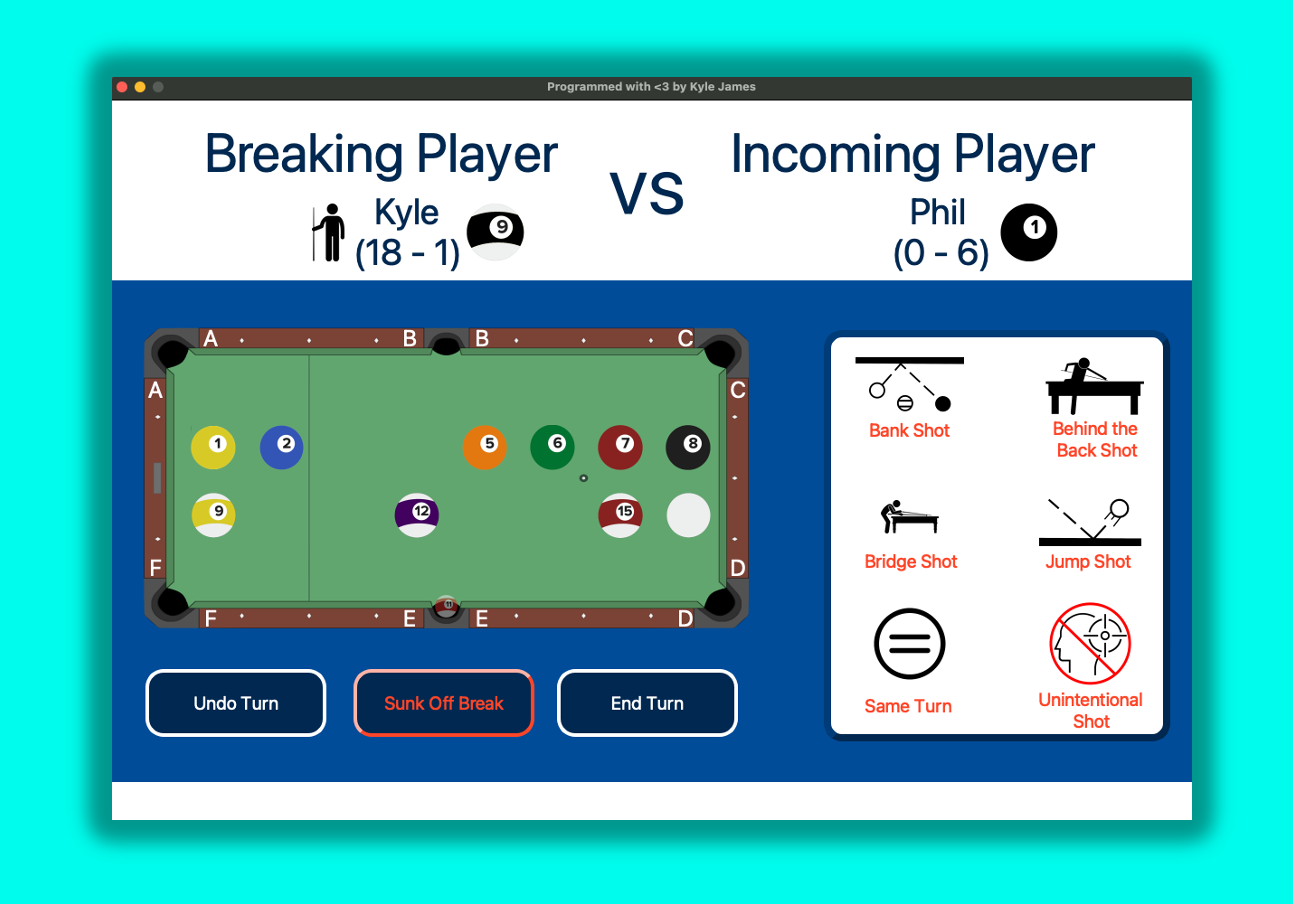 Programmed with <3 by Kyle James
Breaking Player
vs
Incoming Player
Kyle
(18 - 1)
9
Phil
(0 - 6)
1
A
B
B
C
A
C
1
2
5
6
7
8
9
12
15
11
F
D
F
E
E
D
Bank Shot
Behind the
Back Shot
Bridge Shot
Jump Shot
Same Turn
Unintentional
Shot
Undo Turn
Sunk Off Break
End Turn